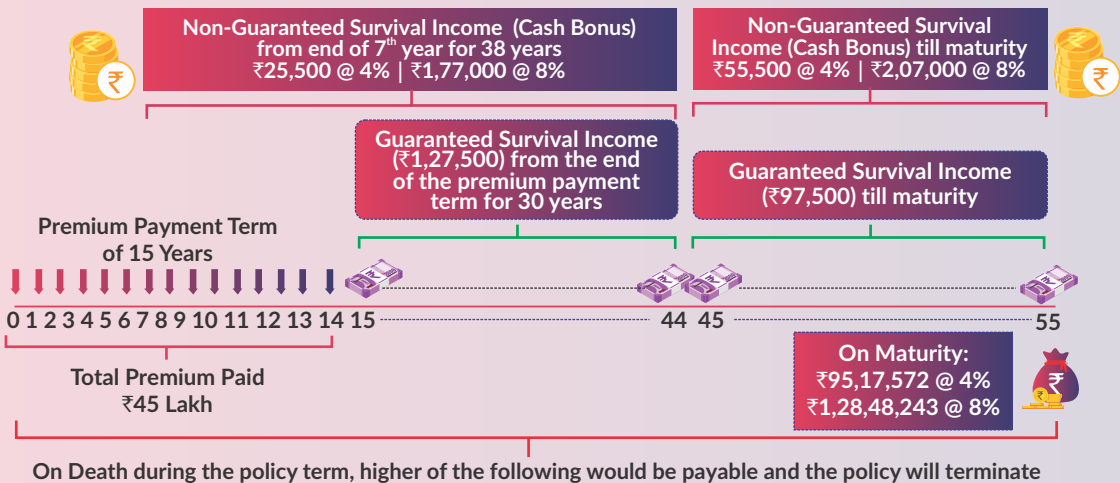 Non-Guaranteed Survival Income (Cash Bonus)
from end of 7th year for 38 years
₹25,500 @ 4% | ₹1,77,000 @ 8%
Non-Guaranteed Survival
Income (Cash Bonus) till maturity
₹55,500 @ 4% | ₹2,07,000 @ 8%
Guaranteed Survival Income
(₹1,27,500) from the end
of the premium payment
term for 30 years
Guaranteed Survival Income
(₹97,500) till maturity
Premium Payment Term
of 15 Years
0 1 2 3 4 5 6 7 8 9 10 11 12 13 14 15 44 45 55
Total Premium Paid
₹45 Lakh
On Maturity:
₹95,17,572 @ 4%
₹1,28,48,243 @ 8%
On Death during the policy term, higher of the following would be payable and the policy will terminate